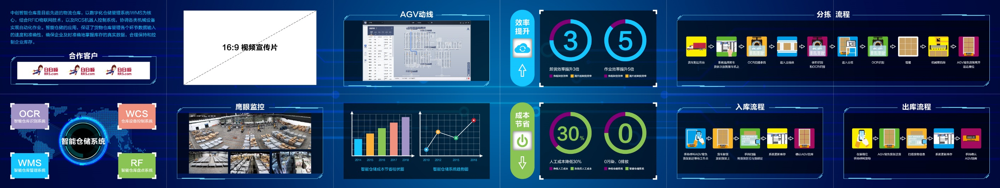 中创智能仓库是目前先进的物流仓库，以数字化仓储管理系统IWMS为核
心，结合RFID物联网技术，以及RCS机器人控制系统，协调各类机械设备
实现自动化作业。智能仓储的应用，保证了货物仓库管理各个环节数据输入
的速度和准确性，确保企业及时准确地掌握库存的真实数据，合理保持和控
制企业库存。
合作客户
日日顺 RRS.com
日日顺 RRS.com
日日顺 RRS.com
16:9 视频宣传片
AGV动线
效率
提升
3
卸货效率提升3倍
传统卸货效率 提升后卸货效率
5
作业效率提升5倍
传统卸货效率 提升后卸货效率
分拣 流程
货车到达月台
系统选择卸车
货依次放到装车机上
OCR扫描条码
进入主线体
体积识别
和OCR识别
进入分拣
OCR识别
理箱
机械臂码垛
AGV背负货架离开
送达储位
OCR
智能仓库识别系统
WCS
仓库设备控制系统
智能仓储系统
WMS
智能仓库管理系统
RF
智能仓库盘点系统
鹰眼监控
2014 2015 2016 2017 2018
智能仓储成本节省柱状图
2010 2012 2015 2018
智能仓储系统趋势图
成本
节省
30%
人工成本降低30%
传统人工成本 改良后人工成本
0
0污染、0排放
传统仓储系统 智能仓储系统
入库流程
手持呼叫AGV背负
货架到达等待工作点
货车卸货
放到货架上
手持扫描
将货架区位与货绑定
系统更新库存
确认AGV回库
出库流程
在装箱位
手持呼叫货物
AGV背负货架送货
扫描货物信息
系统更新库存
手持确认
AGV回库